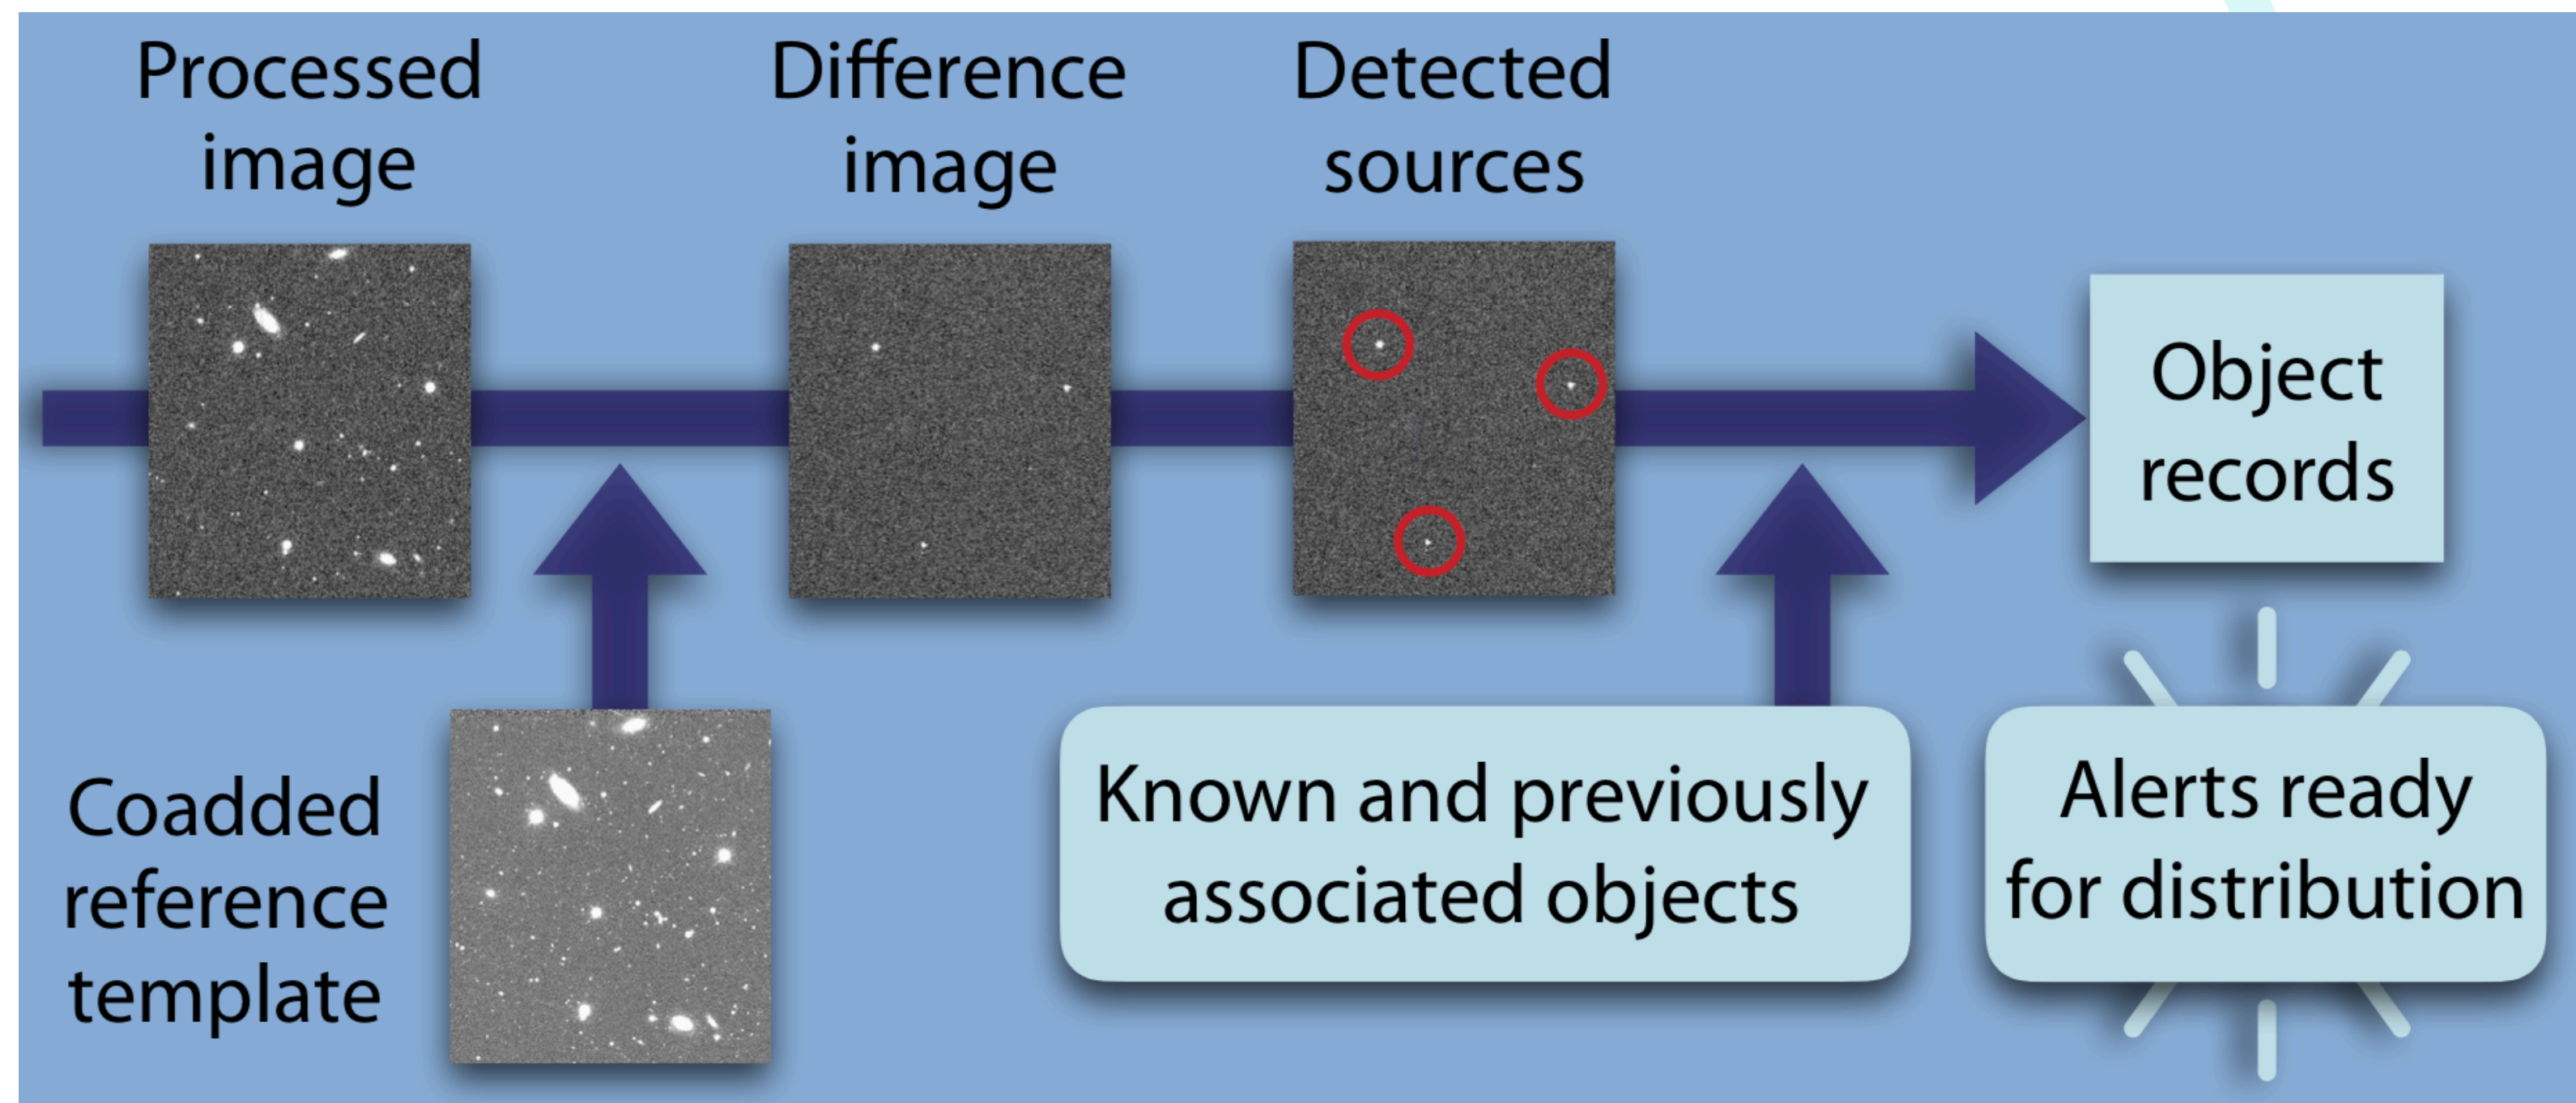 Processed
image
Difference
image
Detected
sources
Object
records
Coadded
reference
template
Known and previously
associated objects
Alerts ready
for distribution